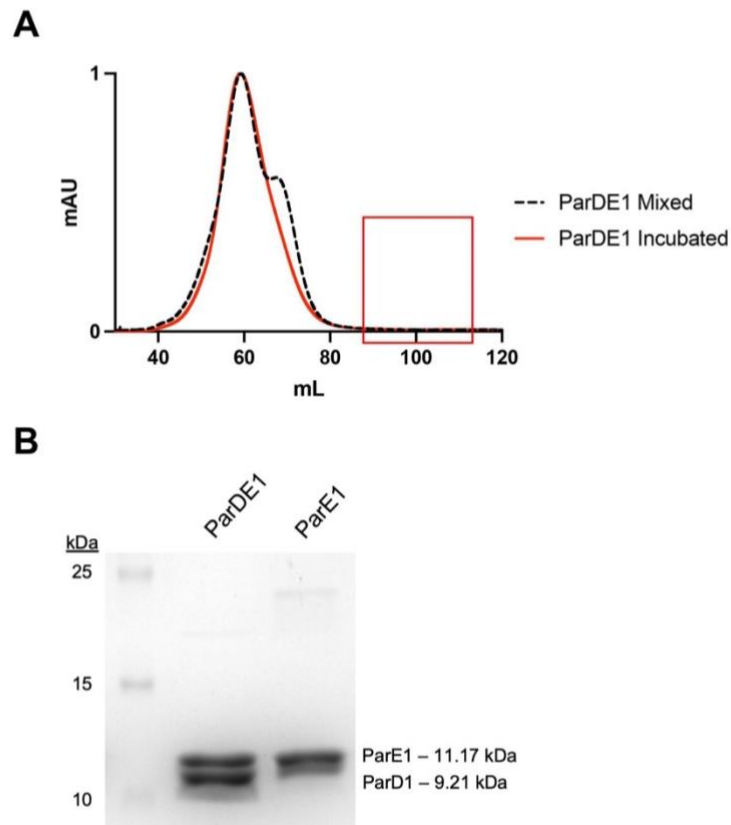 A
1
mAU
0
40 60 80 100 120
mL
ParDE1 Mixed
ParDE1 Incubated
B
ParDE1 ParE1
kDa
25
15
10
ParE1 – 11.17 kDa
ParD1 – 9.21 kDa